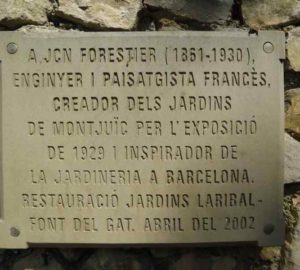 A JCN FORESTIER (1861-1930),
ENGINYER I PAISATGISTA FRANCÈS,
CREADOR DELS JARDINS
DE MONTJUÏC PER L'EXPOSICIÓ
DE 1929 I INSPIRADOR DE
LA JARDINERIA A BARCELONA.
RESTAURACIÓ JARDINS LARIBAL-
FONT DEL GAT. ABRIL DEL 2002